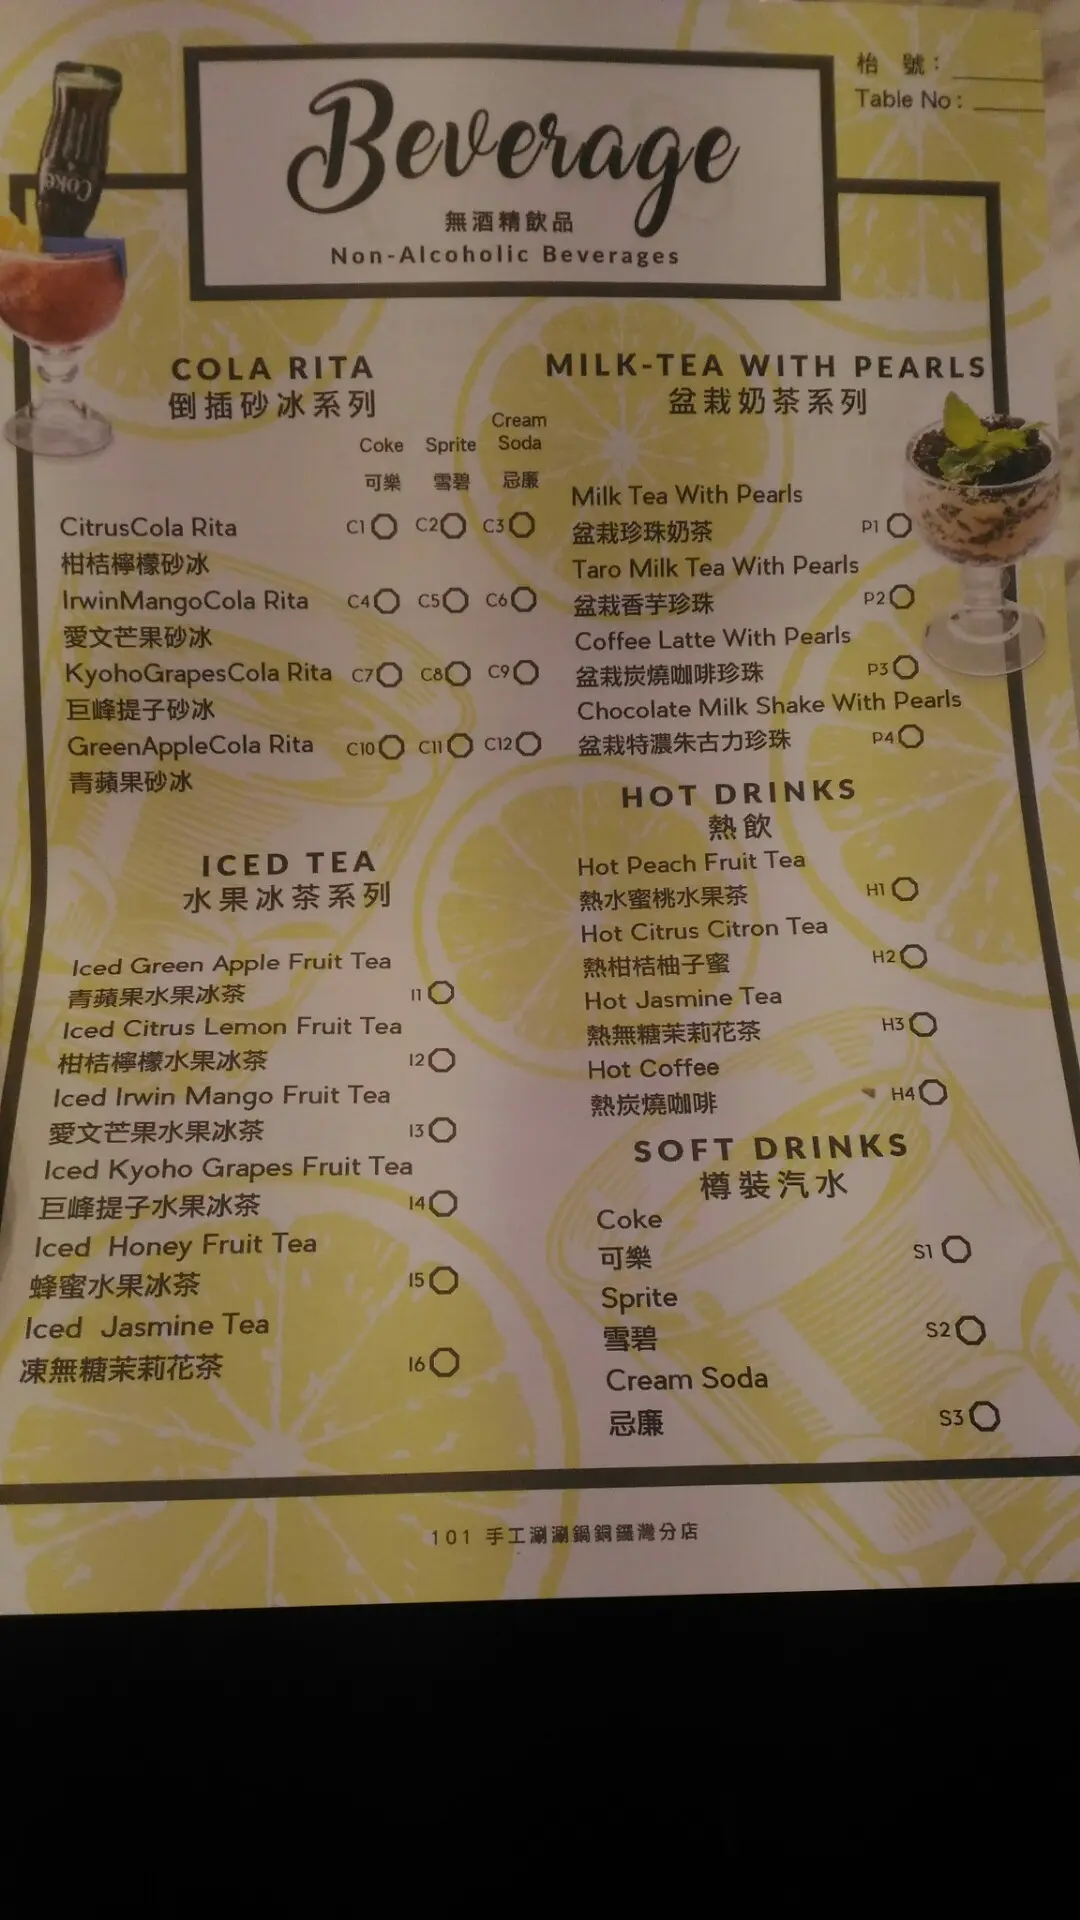 枱 號：
Table No：
Beverage
無酒精飲品
Non-Alcoholic Beverages
Coke
COLA RITA
倒插砂冰系列
Coke Sprite Cream Soda
可樂 雪碧 忌廉
CitrusCola Rita C1 C2 C3
柑桔檸檬砂冰
IrwinMangoCola Rita C4 C5 C6
愛文芒果砂冰
KyohoGrapesCola Rita C7 C8 C9
巨峰提子砂冰
GreenAppleCola Rita C10 C11 C12
青蘋果砂冰
ICED TEA
水果冰茶系列
Iced Green Apple Fruit Tea
青蘋果水果冰茶 I1
Iced Citrus Lemon Fruit Tea
柑桔檸檬水果冰茶 I2
Iced Irwin Mango Fruit Tea
愛文芒果水果冰茶 I3
Iced Kyoho Grapes Fruit Tea
巨峰提子水果冰茶 I4
Iced Honey Fruit Tea
蜂蜜水果冰茶 I5
Iced Jasmine Tea
凍無糖茉莉花茶 I6
MILK-TEA WITH PEARLS
盆栽奶茶系列
Milk Tea With Pearls
盆栽珍珠奶茶 P1
Taro Milk Tea With Pearls
盆栽香芋珍珠 P2
Coffee Latte With Pearls
盆栽炭燒咖啡珍珠 P3
Chocolate Milk Shake With Pearls
盆栽特濃朱古力珍珠 P4
HOT DRINKS
熱飲
Hot Peach Fruit Tea
熱水蜜桃水果茶 H1
Hot Citrus Citron Tea
熱柑桔柚子蜜 H2
Hot Jasmine Tea
熱無糖茉莉花茶 H3
Hot Coffee
熱炭燒咖啡 H4
SOFT DRINKS
樽裝汽水
Coke
可樂 S1
Sprite
雪碧 S2
Cream Soda
忌廉 S3
101 手工涮涮鍋銅鑼灣分店